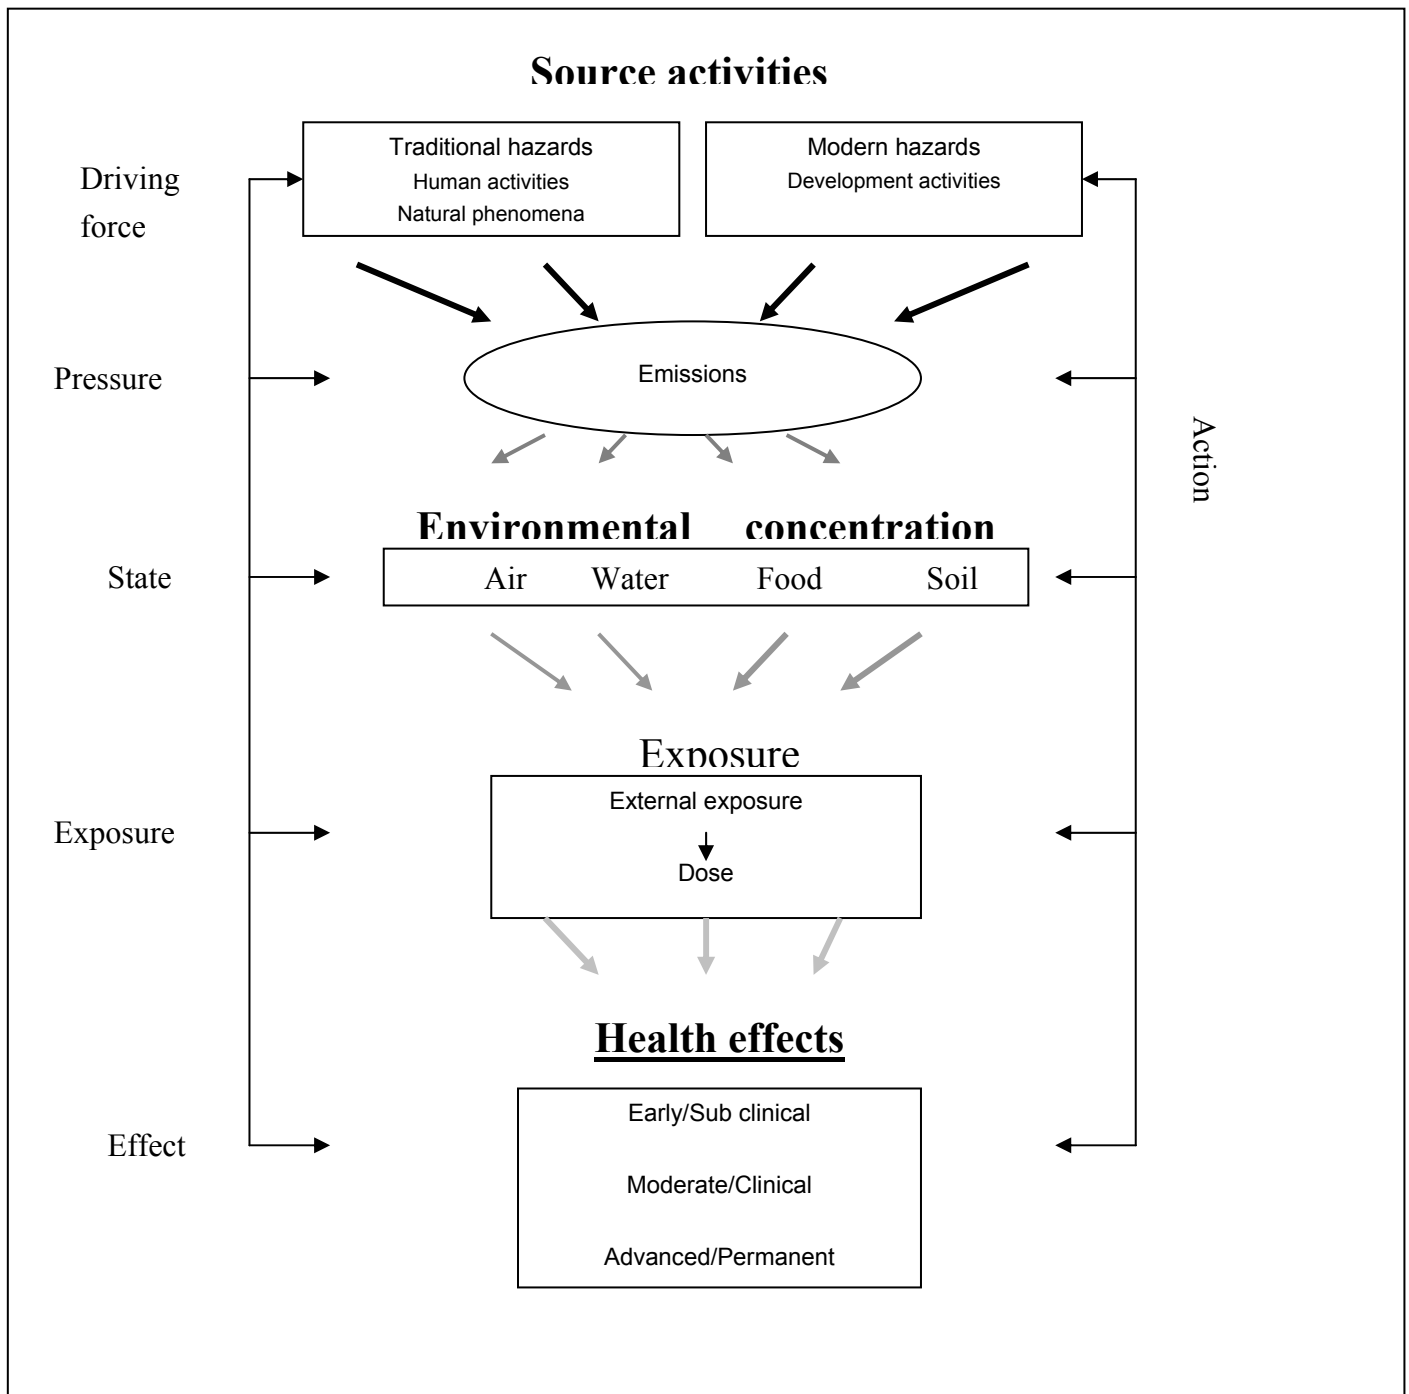 Source activities
Traditional hazards
Human activities
Natural phenomena
Modern hazards
Development activities
Driving
force
Emissions
Pressure
Action
Environmental concentration
State
Air Water Food Soil
Exposure
External exposure
Exposure
Dose
Health effects
Early/Sub clinical
Effect
Moderate/Clinical
Advanced/Permanent